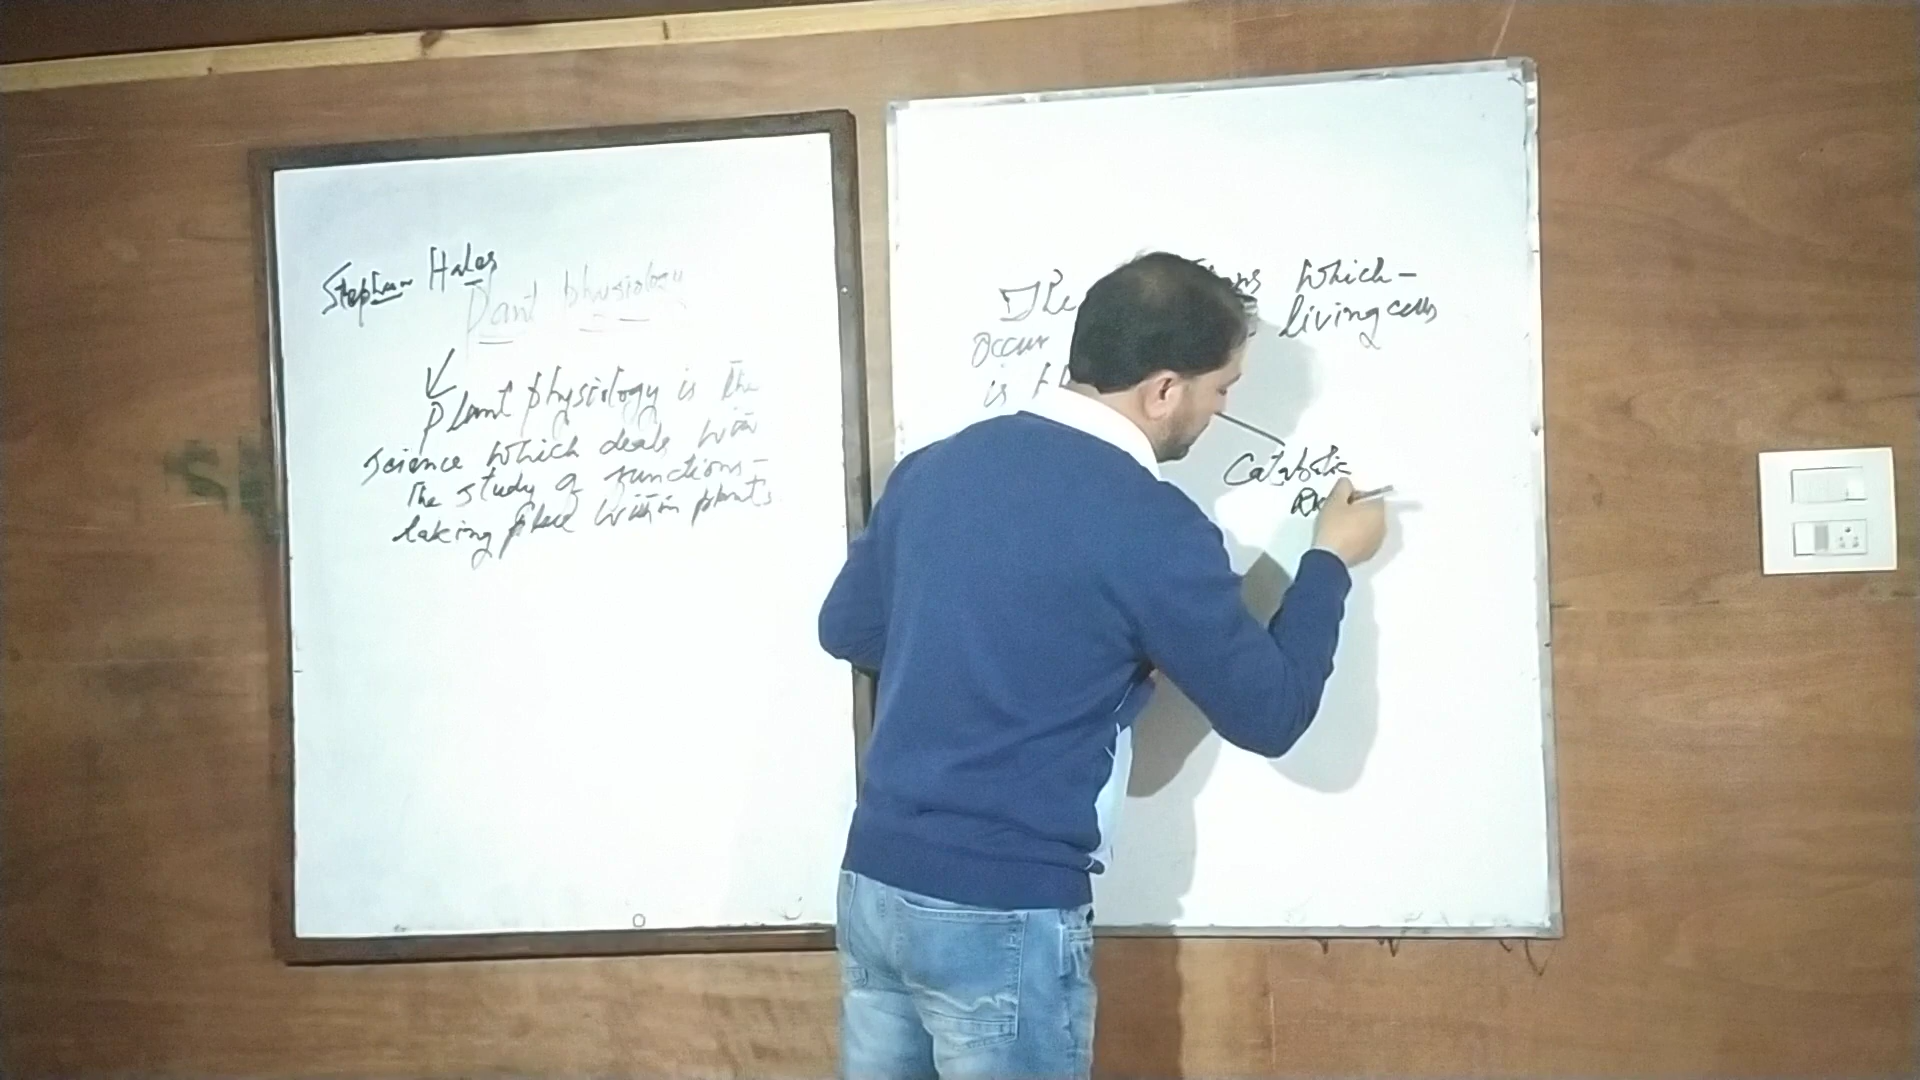 Stephan Hales
Plant physiology
Plant physiology is the
science which deals with
the study of functions-
taking place within plants
The which-
occur living cells
is
Catabolic